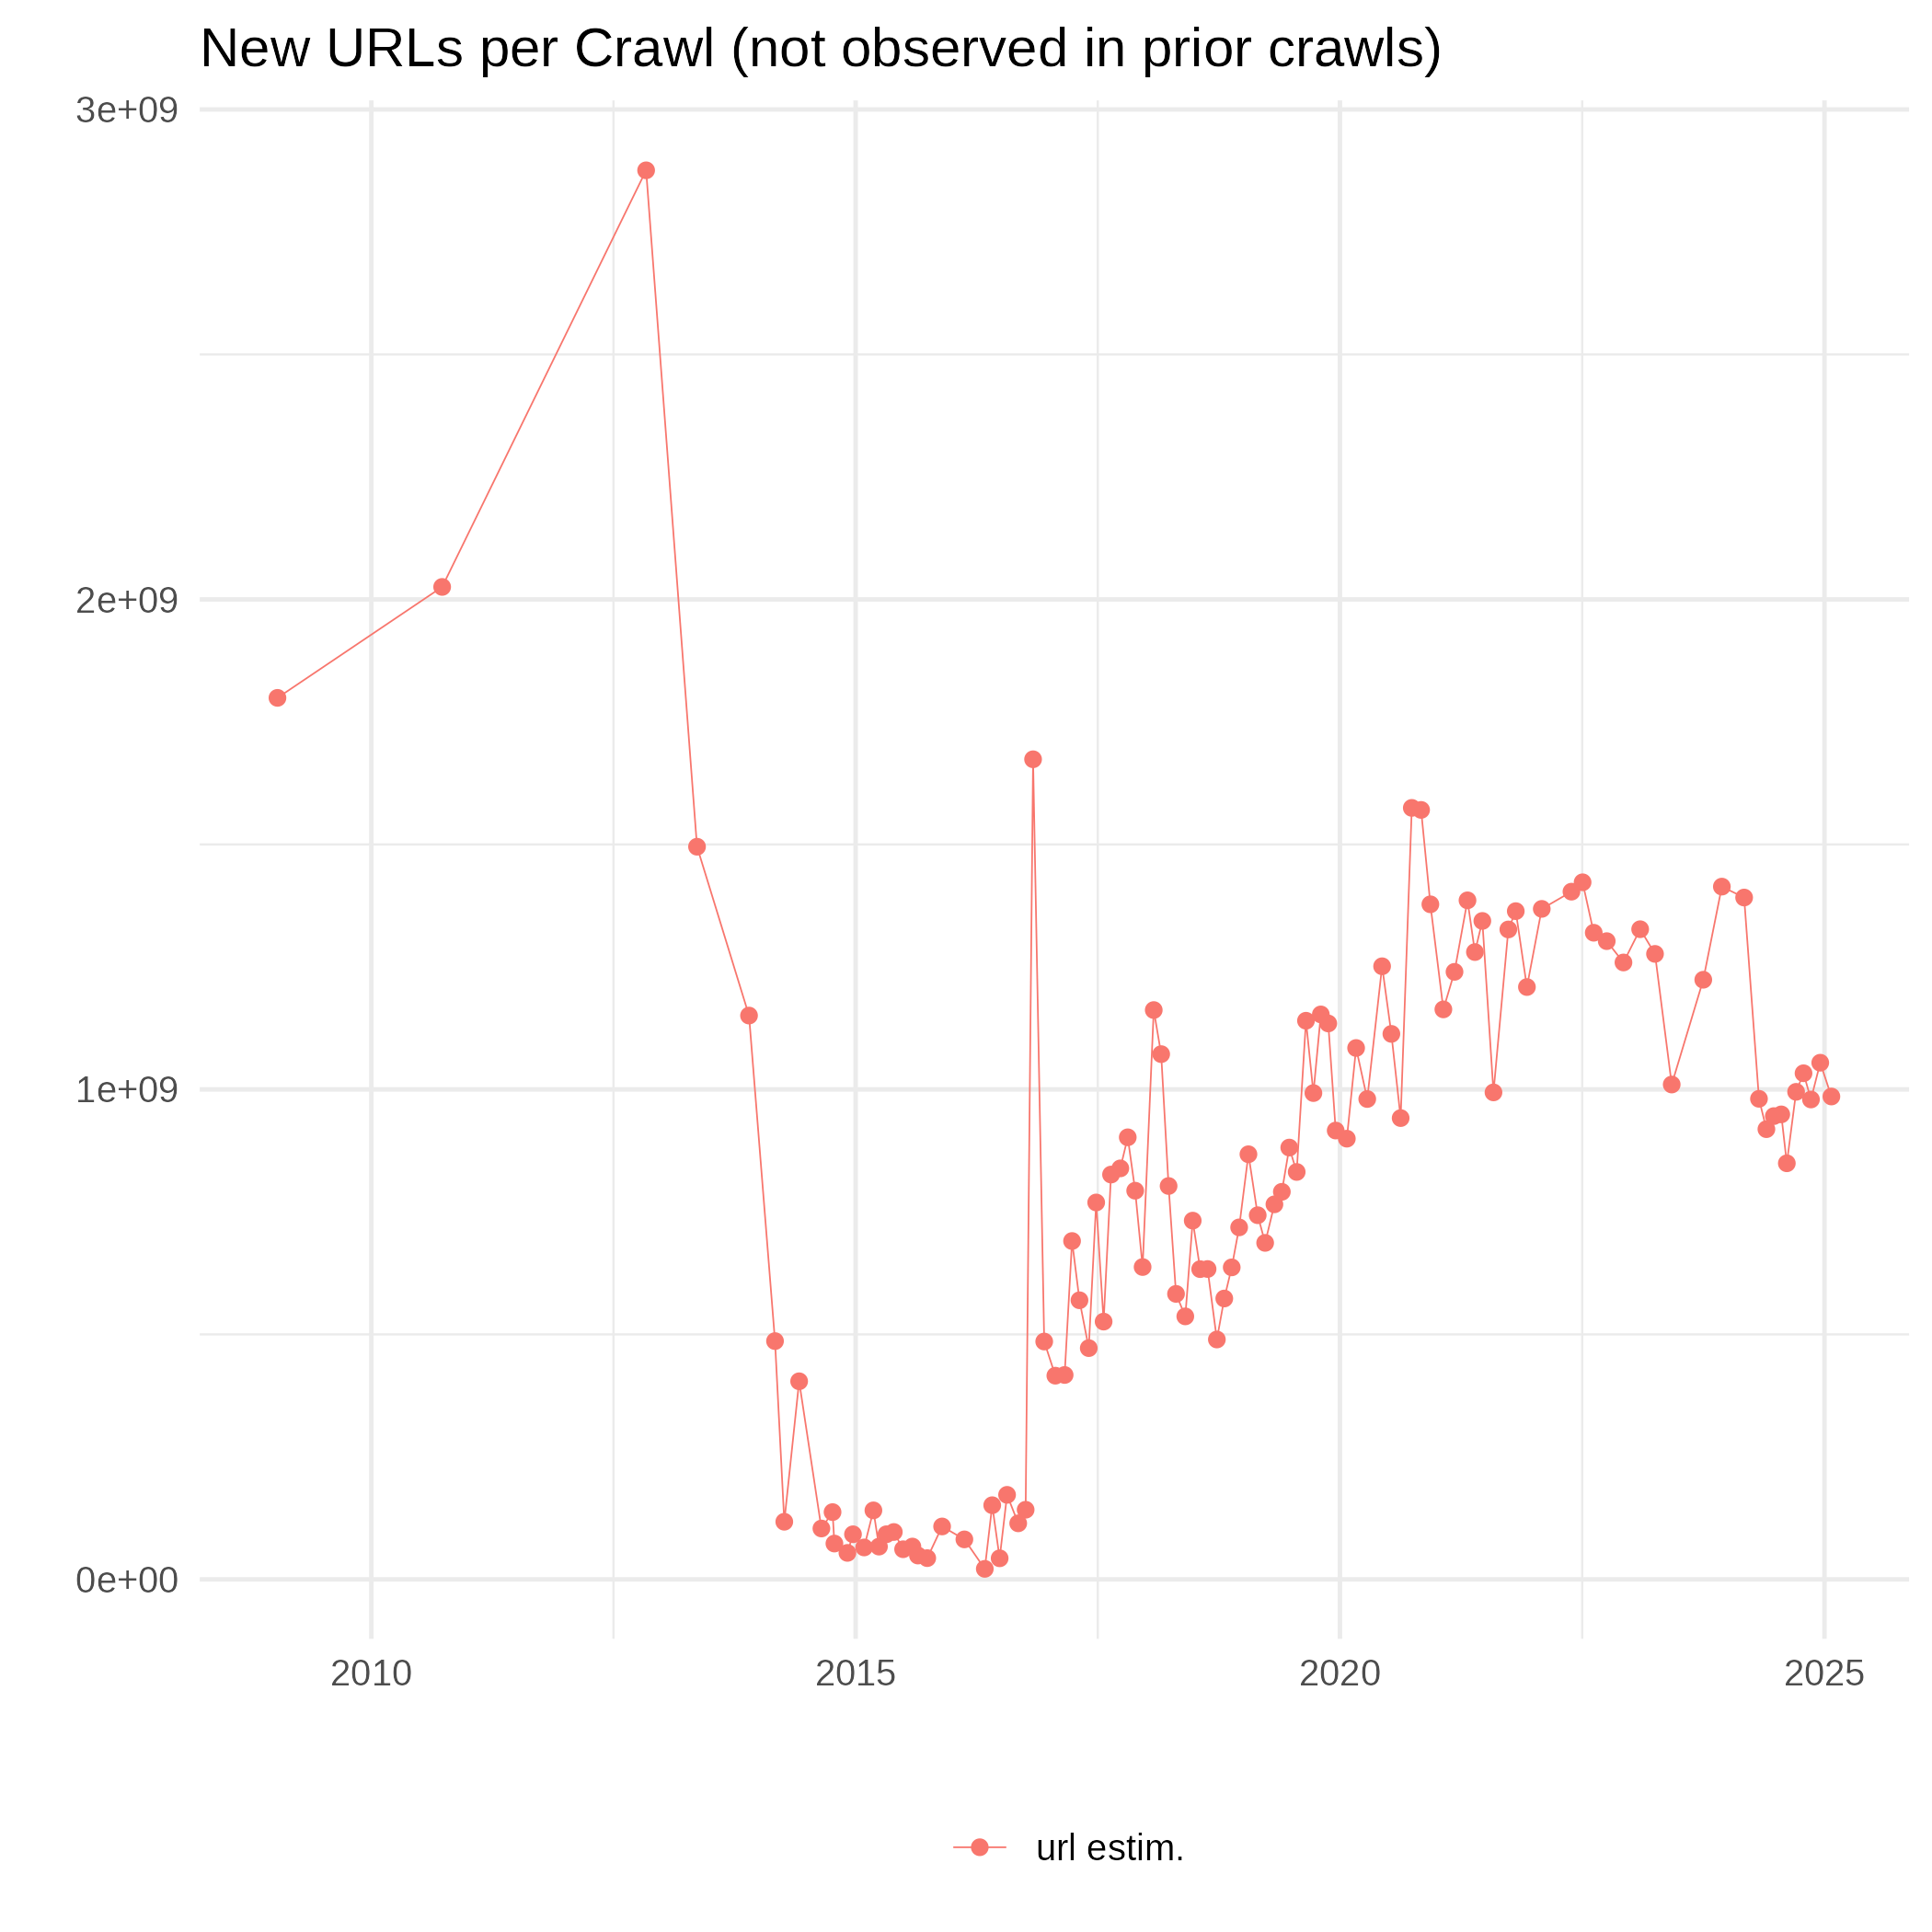 New URLs per Crawl (not observed in prior crawls)
3e+09
2e+09
1e+09
0e+00
2010 2015 2020 2025
url estim.